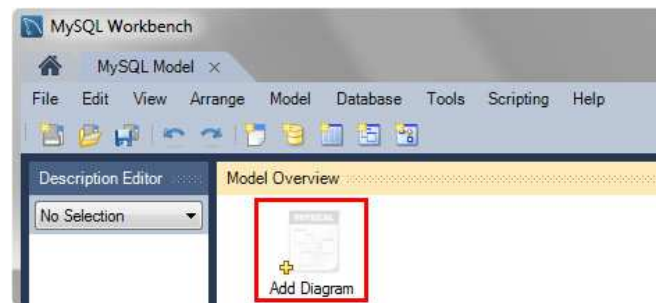 MySQL Workbench
MySQL Model ×
File Edit View Arrange Model Database Tools Scripting Help
Description Editor Model Overview
No Selection
PHYSICAL
Add Diagram